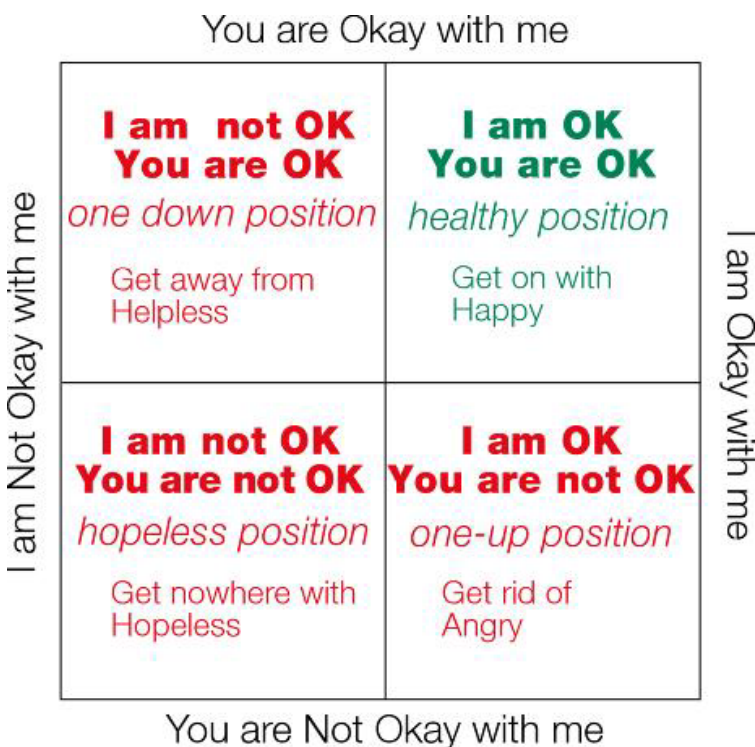 You are Okay with me
I am Not Okay with me
I am not OK
You are OK
one down position
Get away from
Helpless
I am OK
You are OK
healthy position
Get on with
Happy
I am Okay with me
I am not OK
You are not OK
hopeless position
Get nowhere with
Hopeless
I am OK
You are not OK
one-up position
Get rid of
Angry
You are Not Okay with me